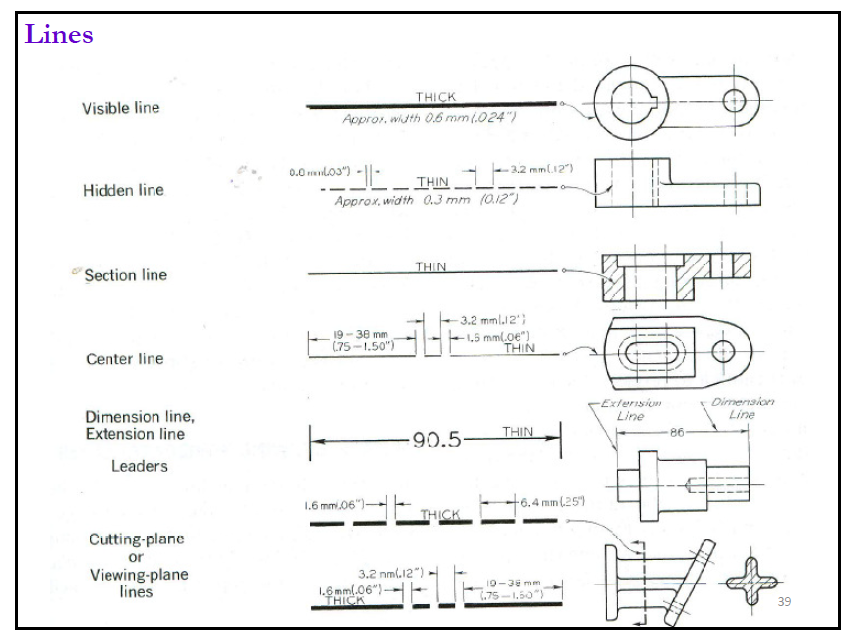 Lines
Visible line
THICK
Approx. width 0.6 mm (.024")
Hidden line
3.2 mm(.12")
THIN
Approx. width 0.3 mm (0.12")
Section line
THIN
Center line
19–38 mm
(.75–1.50")
3.2 mm(.12")
1.5 mm(.06")
THIN
Dimension line,
Extension line
Leaders
90.5
THIN
Extension
Line
Dimension
Line
86
Cutting-plane
or
Viewing-plane
lines
1.6 mm(.06")
THICK
6.4 mm(.25")
3.2 mm(.12")
1.6 mm(.06")
THICK
19–38 mm
(.75–1.50")
39